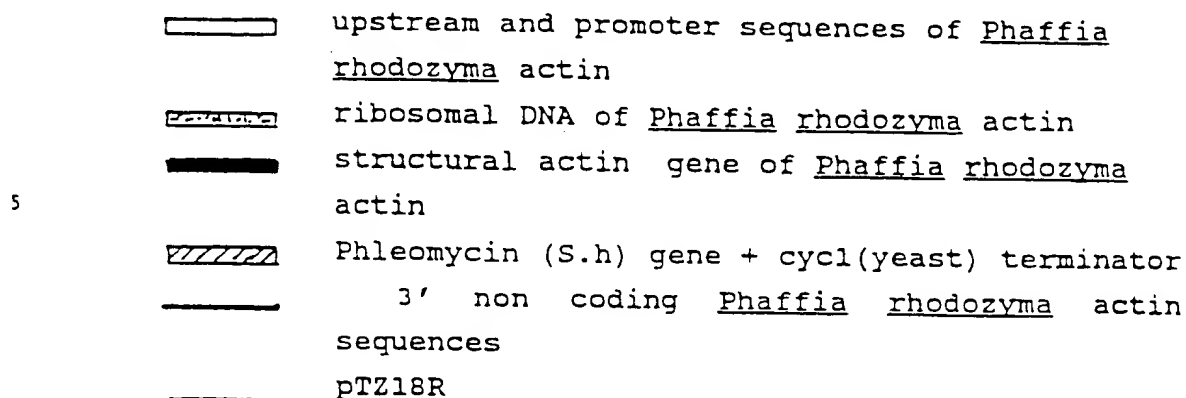 upstream and promoter sequences of Phaffia
rhodozyma actin
ribosomal DNA of Phaffia rhodozyma actin
structural actin gene of Phaffia rhodozyma
5 actin
Phleomycin (S.h) gene + cycl(yeast) terminator
3' non coding Phaffia rhodozyma actin
sequences
pTZ18R